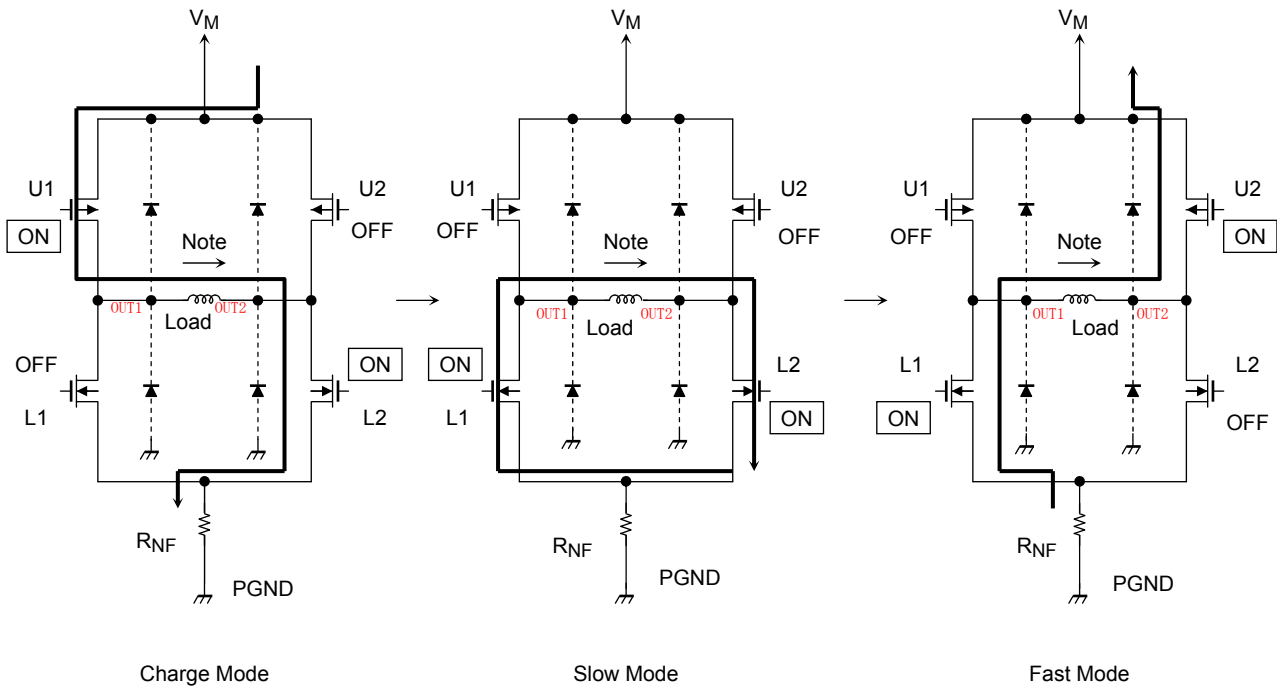 VM
U1
ON
U2
OFF
Note
OUT1
OUT2
Load
OFF
L1
ON
L2
RNF
PGND
Charge Mode
VM
U1
OFF
U2
OFF
Note
OUT1
OUT2
Load
ON
L1
L2
ON
RNF
PGND
Slow Mode
VM
U1
OFF
U2
ON
Note
OUT1
OUT2
Load
L1
ON
L2
OFF
RNF
PGND
Fast Mode